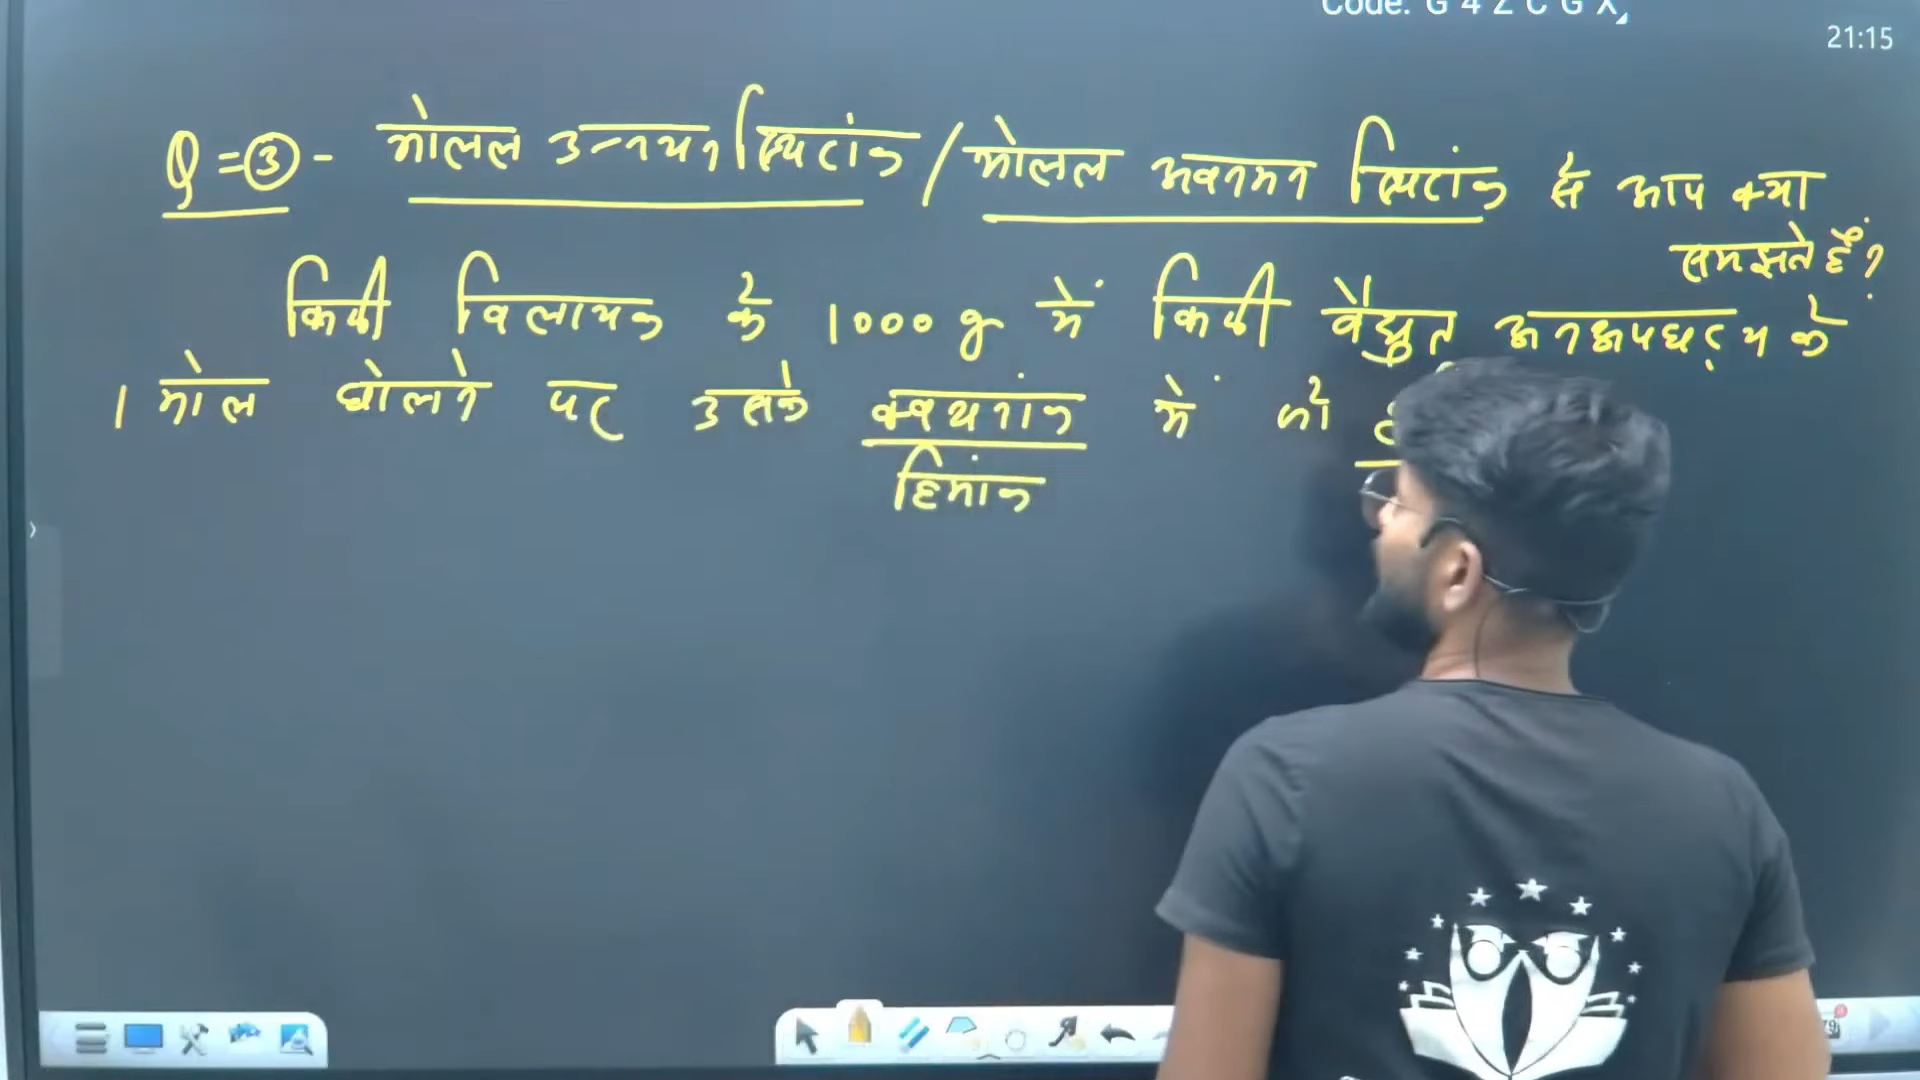 Code: G 4 Z C G X
21:15
Q = ③ - मोलल उन्नयन स्थिरांक / मोलल अवनमन स्थिरांक से आप क्या
समझते हैं?
किसी विलायक के 1000 g में किसी वैद्युत अनअपघट्य के
1 मोल घोलने पर उसके क्वथनांक में जो
हिमांक